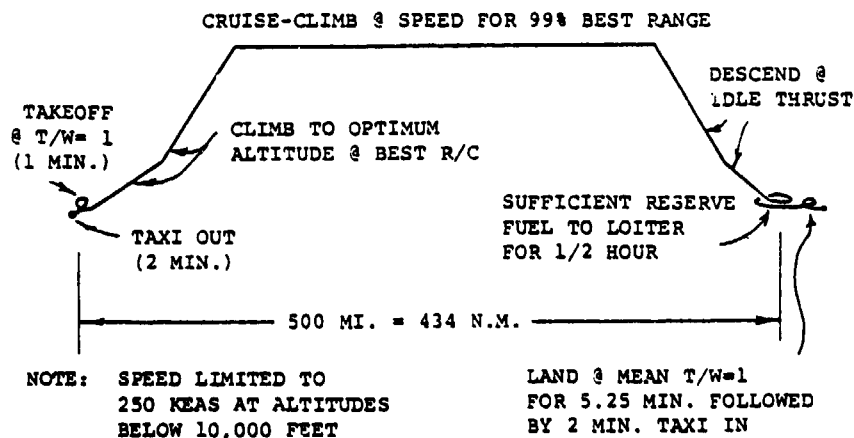 CRUISE-CLIMB @ SPEED FOR 99% BEST RANGE
TAKEOFF
@ T/W= 1
(1 MIN.)
CLIMB TO OPTIMUM
ALTITUDE @ BEST R/C
DESCEND @
IDLE THRUST
TAXI OUT
(2 MIN.)
SUFFICIENT RESERVE
FUEL TO LOITER
FOR 1/2 HOUR
500 MI. = 434 N.M.
NOTE: SPEED LIMITED TO
250 KEAS AT ALTITUDES
BELOW 10,000 FEET
LAND @ MEAN T/W=1
FOR 5.25 MIN. FOLLOWED
BY 2 MIN. TAXI IN